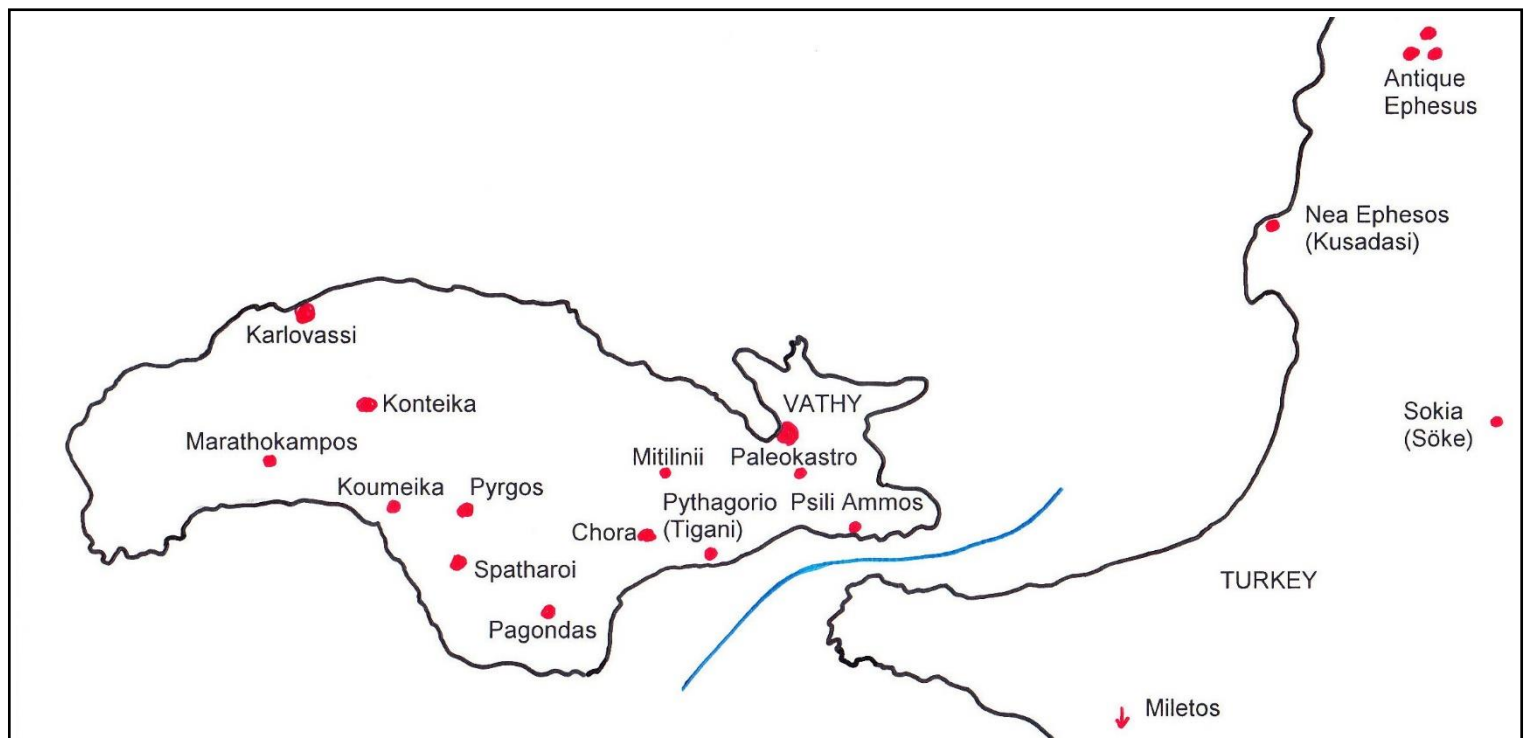 Antique
Ephesus
Nea Ephesos
(Kusadasi)
Karlovassi
Konteika
VATHY
Sokia
(Söke)
Marathokampos
Mitilinii
Paleokastro
Koumeika
Pyrgos
Pythagorio
(Tigani)
Psili Ammos
Chora
Spatharoi
TURKEY
Pagondas
Miletos